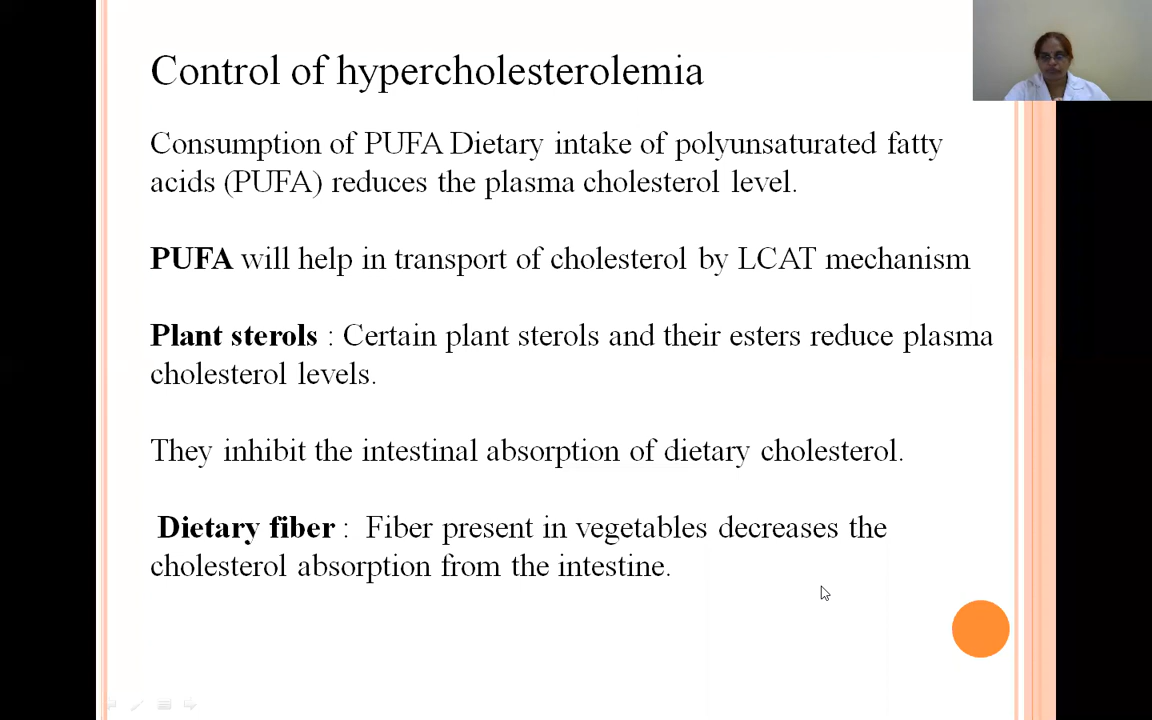 Control of hypercholesterolemia
Consumption of PUFA Dietary intake of polyunsaturated fatty
acids (PUFA) reduces the plasma cholesterol level.
PUFA will help in transport of cholesterol by LCAT mechanism
Plant sterols : Certain plant sterols and their esters reduce plasma
cholesterol levels.
They inhibit the intestinal absorption of dietary cholesterol.
Dietary fiber : Fiber present in vegetables decreases the
cholesterol absorption from the intestine.